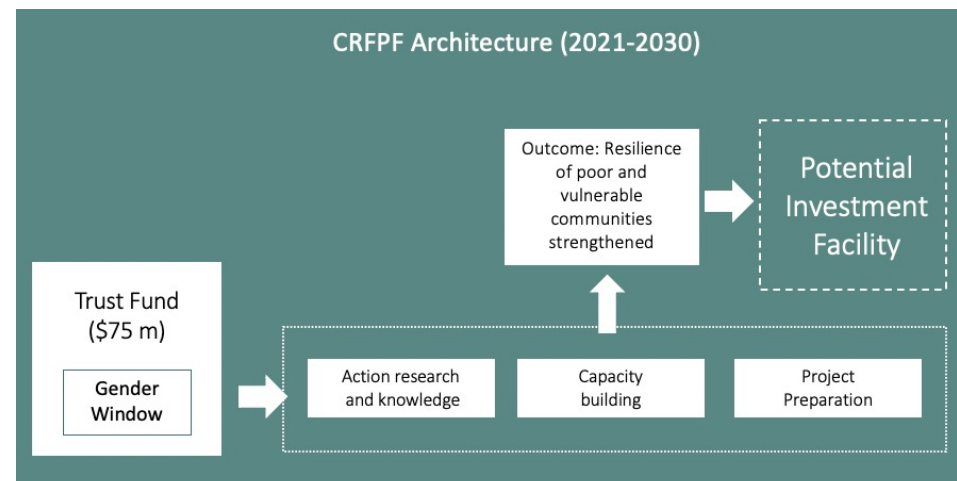 CRFPF Architecture (2021-2030)
Outcome: Resilience
of poor and
vulnerable
communities
strengthened
Potential
Investment
Facility
Trust Fund
($75 m)
Gender
Window
Action research
and knowledge
Capacity
building
Project
Preparation